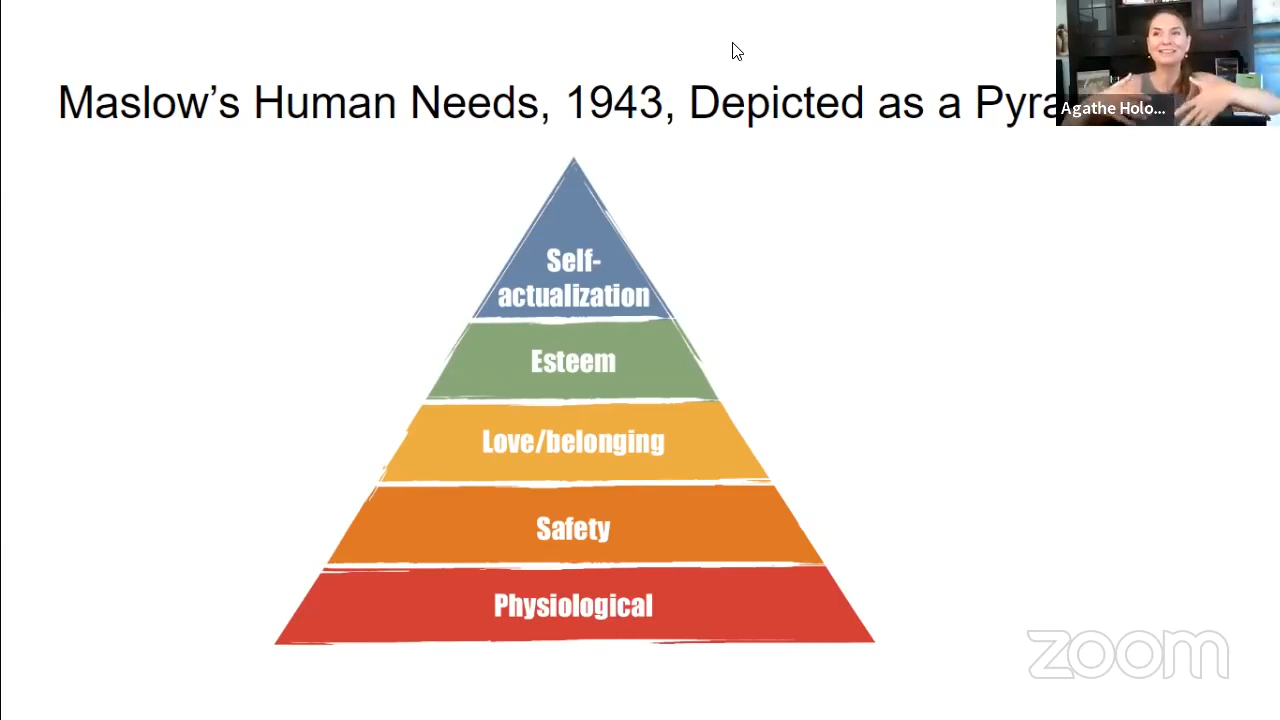 Maslow's Human Needs, 1943, Depicted as a Pyra
Agathe Holo...
Self-
actualization
Esteem
Love/belonging
Safety
Physiological
zoom